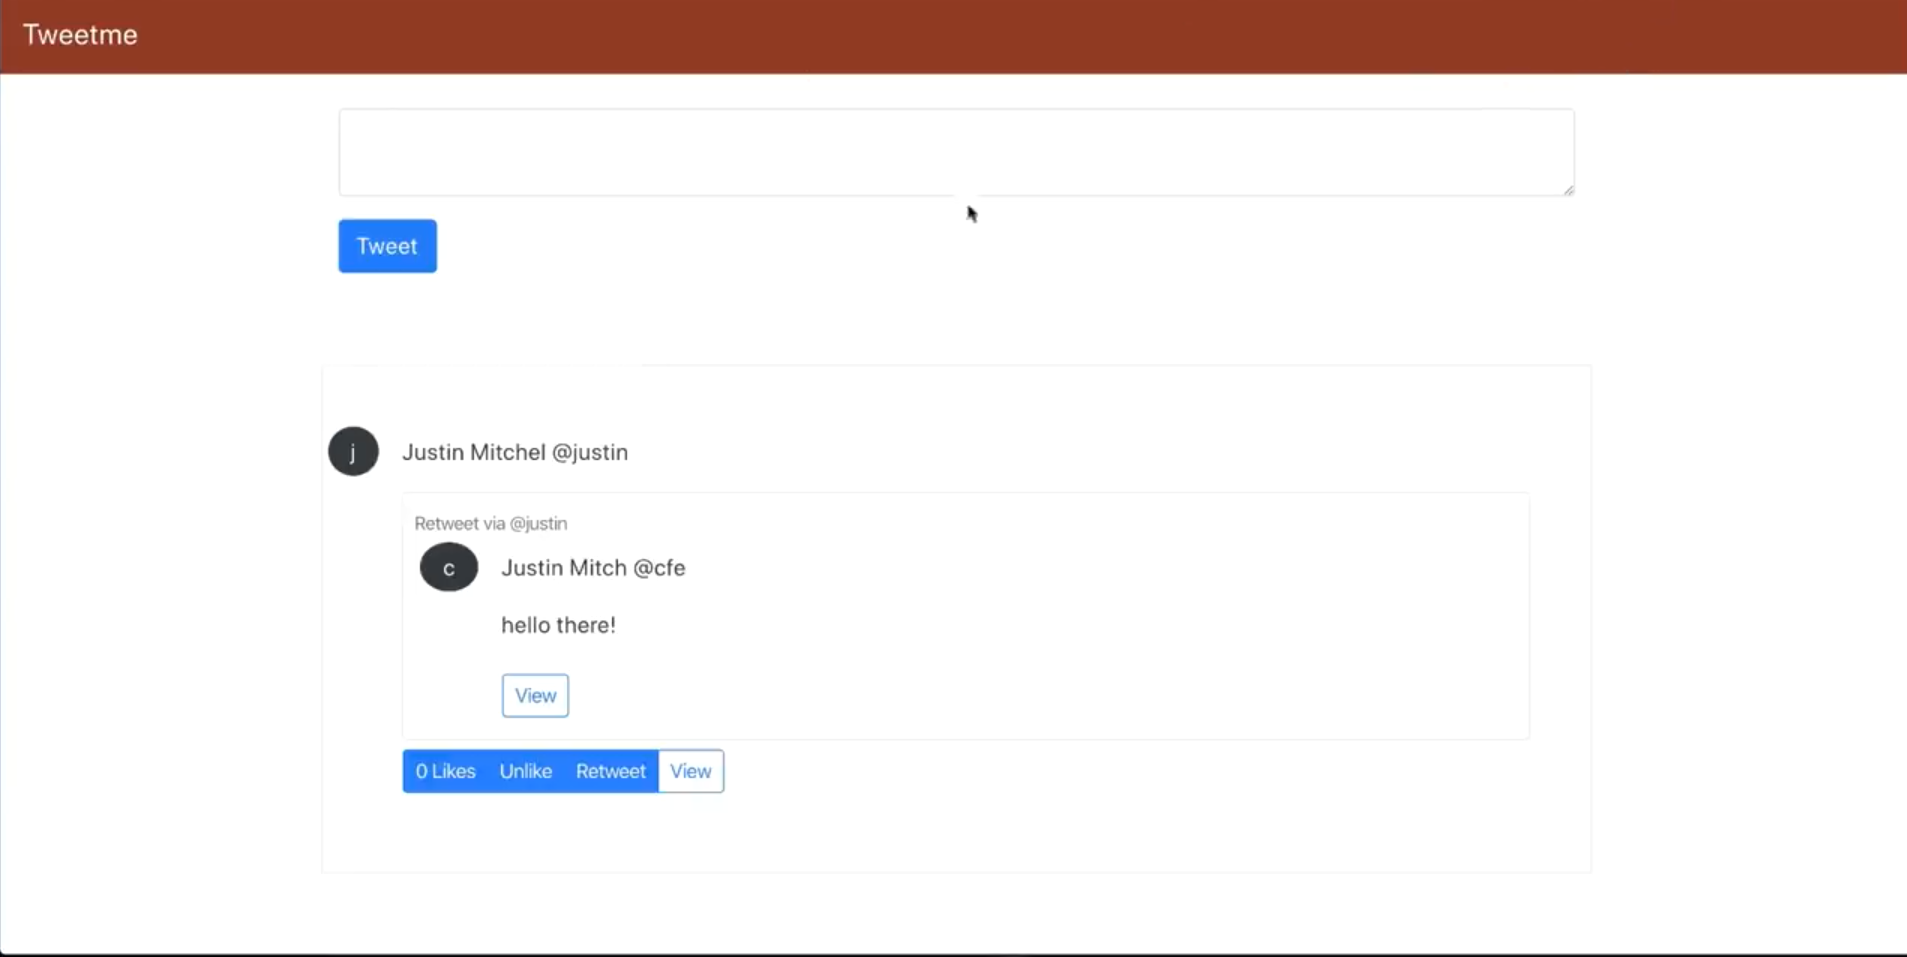 Tweetme
Tweet
j
Justin Mitchel @justin
Retweet via @justin
c
Justin Mitch @cfe
hello there!
View
0 Likes Unlike Retweet View